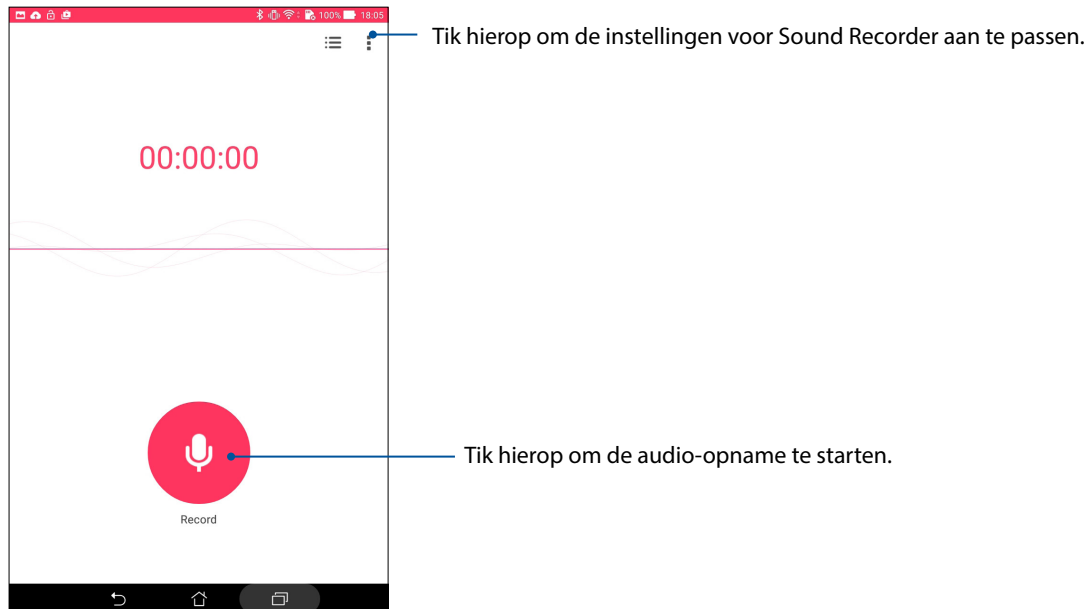 100% 18:05
Tik hierop om de instellingen voor Sound Recorder aan te passen.
00:00:00
Tik hierop om de audio-opname te starten.
Record